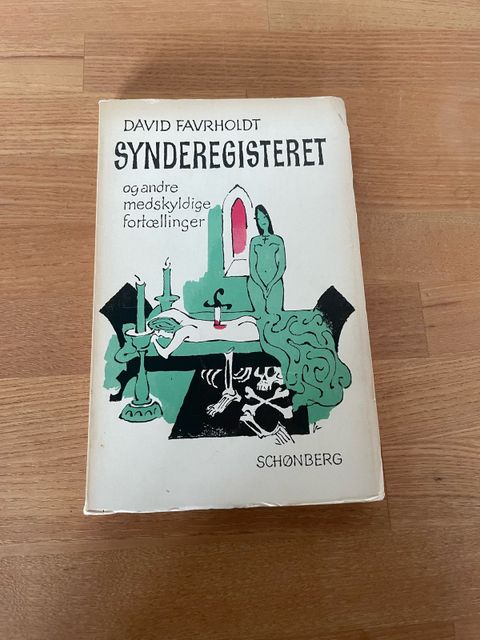 DAVID FAVRHOLDT
SYNDEREGISTERET
og andre
medskyldige
fortællinger
SCHØNBERG